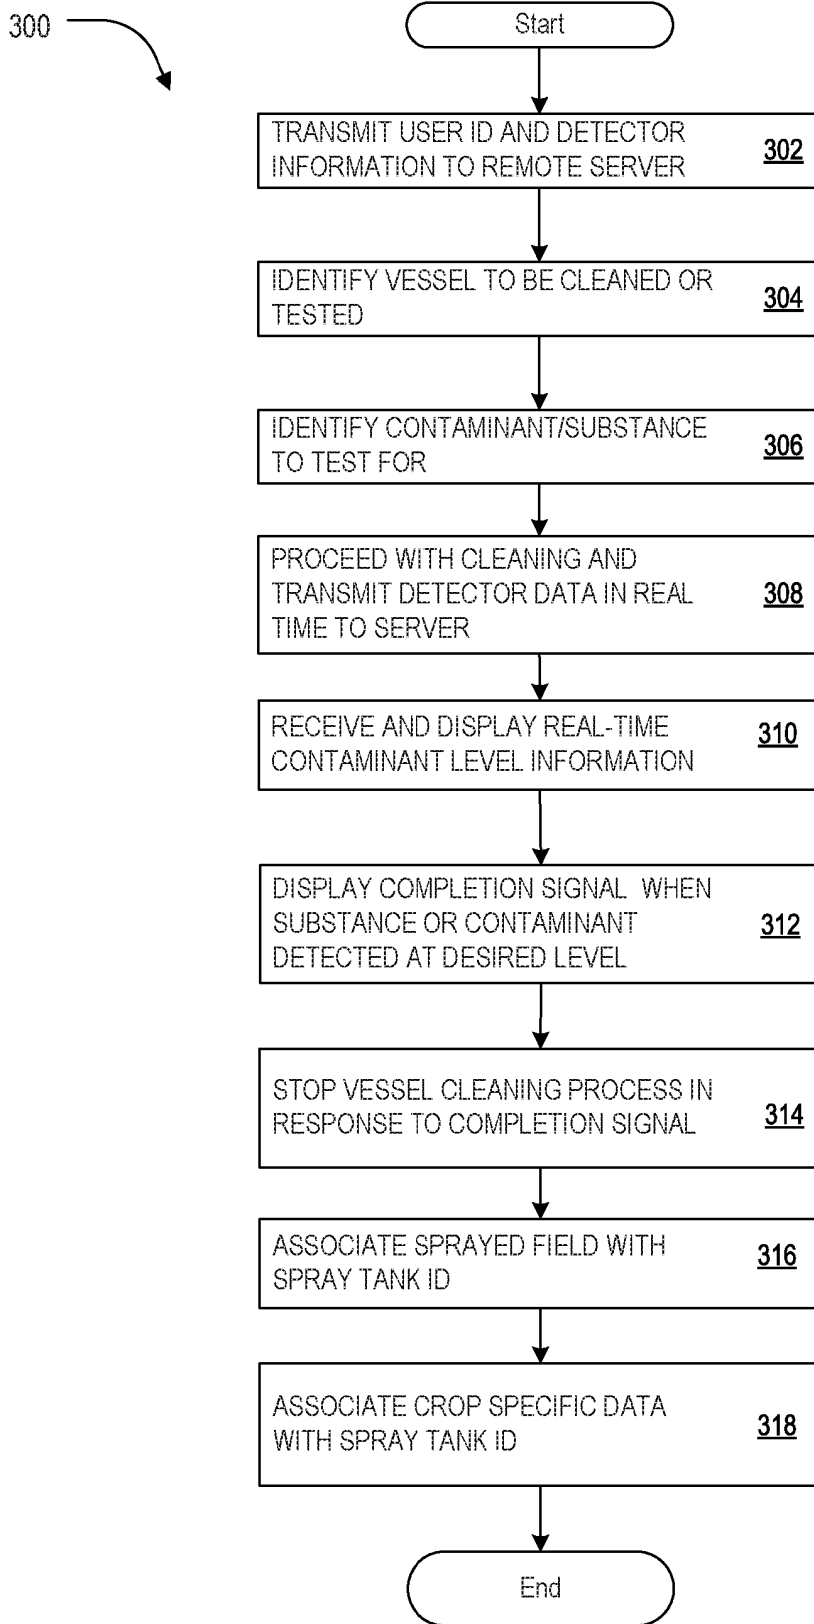 300
Start
TRANSMIT USER ID AND DETECTOR
INFORMATION TO REMOTE SERVER
302
IDENTIFY VESSEL TO BE CLEANED OR
TESTED
304
IDENTIFY CONTAMINANT/SUBSTANCE
TO TEST FOR
306
PROCEED WITH CLEANING AND
TRANSMIT DETECTOR DATA IN REAL
TIME TO SERVER
308
RECEIVE AND DISPLAY REAL-TIME
CONTAMINANT LEVEL INFORMATION
310
DISPLAY COMPLETION SIGNAL WHEN
SUBSTANCE OR CONTAMINANT
DETECTED AT DESIRED LEVEL
312
STOP VESSEL CLEANING PROCESS IN
RESPONSE TO COMPLETION SIGNAL
314
ASSOCIATE SPRAYED FIELD WITH
SPRAY TANK ID
316
ASSOCIATE CROP SPECIFIC DATA
WITH SPRAY TANK ID
318
End